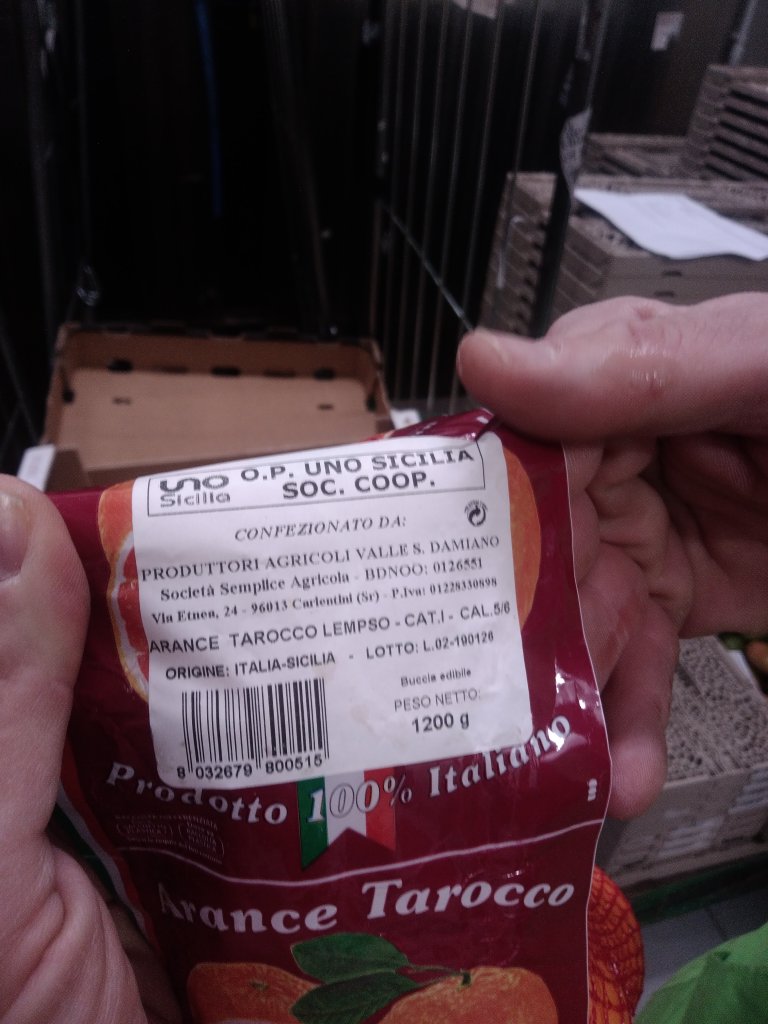 UNO Sicilia
O.P. UNO SICILIA
SOC. COOP.
CONFEZIONATO DA:
PRODUTTORI AGRICOLI VALLE S. DAMIANO
Società Semplice Agricola - BDNOO: 0126551
Via Etnea, 24 - 96013 Carlentini (Sr) - P.Iva: 01228330898
ARANCE TAROCCO LEMPSO - CAT.I - CAL.5/6
ORIGINE: ITALIA-SICILIA - LOTTO: L.02-190126
Buccia edibile
PESO NETTO:
1200 g
8 032679 800515
Prodotto 100% Italiano
Arance Tarocco